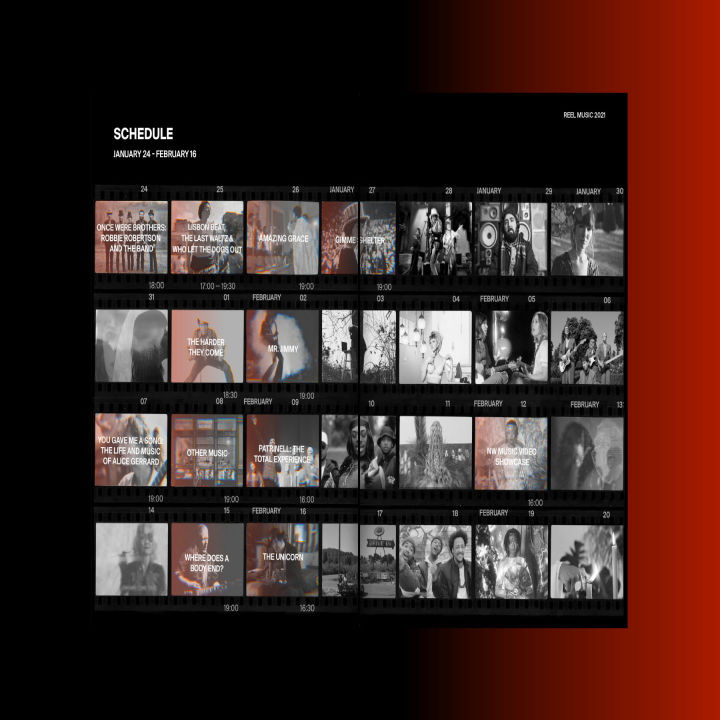 REEL MUSIC 2021
SCHEDULE
JANUARY 24 - FEBRUARY 16
24 25 26 JANUARY 27 28 JANUARY 29 JANUARY 30
ONCE WERE BROTHERS:
ROBBIE ROBERTSON
AND THE BAND
LISBON BEAT,
THE LAST WALTZ &
WHO LET THE DOGS OUT
AMAZING GRACE
GIMME SHELTER
18:00 17:00 – 19:30 19:00 19:00
31 01 FEBRUARY 02 03 04 FEBRUARY 05 06
THE HARDER
THEY COME
MR. JIMMY
18:30 19:00
07 08 FEBRUARY 09 10 11 FEBRUARY 12 FEBRUARY 13
YOU GAVE ME A SONG:
THE LIFE AND MUSIC
OF ALICE GERRARD
OTHER MUSIC
PATRINELL: THE
TOTAL EXPERIENCE
NW MUSIC VIDEO
SHOWCASE
19:00 19:00 16:00 16:00
14 15 FEBRUARY 16 17 18 FEBRUARY 19 20
WHERE DOES A
BODY END?
THE UNICORN
19:00 16:30